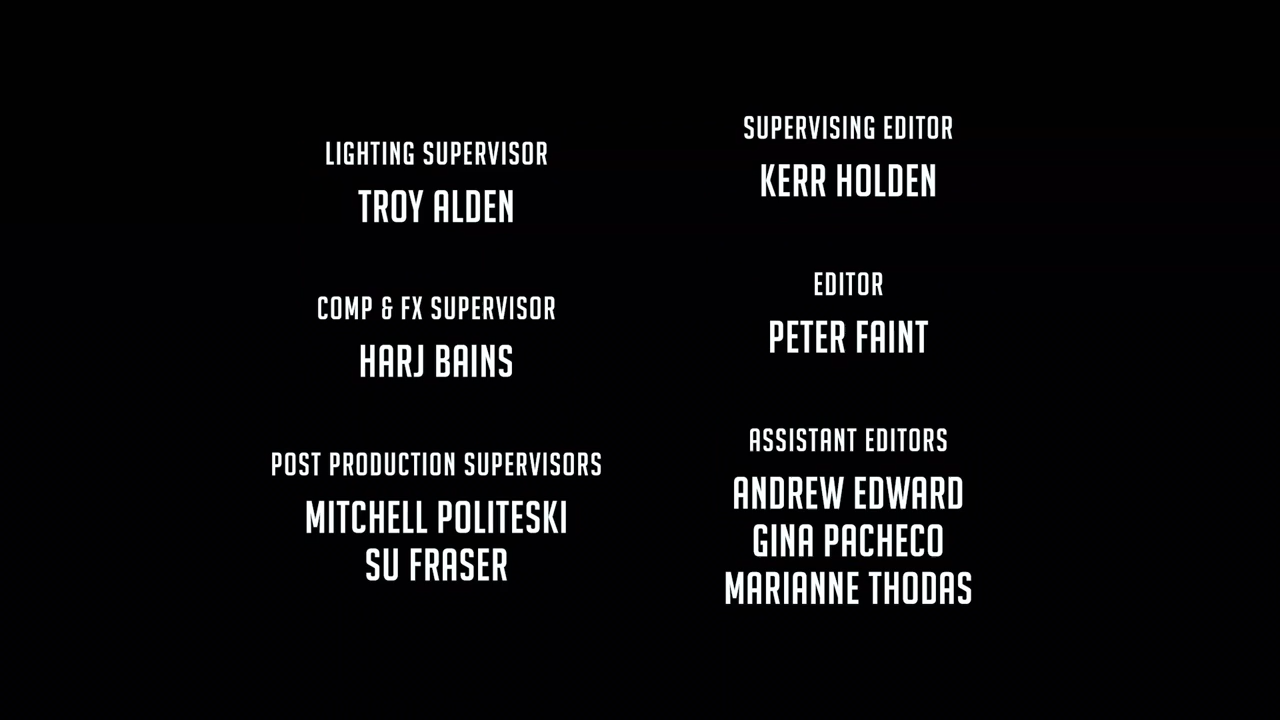 LIGHTING SUPERVISOR
TROY ALDEN
COMP & FX SUPERVISOR
HARJ BAINS
POST PRODUCTION SUPERVISORS
MITCHELL POLITESKI
SU FRASER
SUPERVISING EDITOR
KERR HOLDEN
EDITOR
PETER FAINT
ASSISTANT EDITORS
ANDREW EDWARD
GINA PACHECO
MARIANNE THODAS